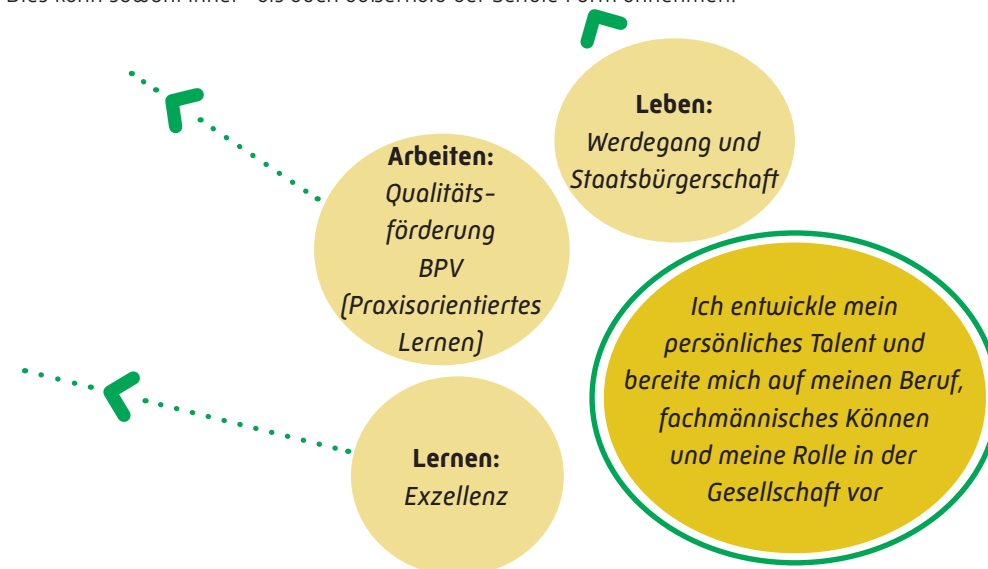 Leben:
Werdegang und
Staatsbürgerschaft
Arbeiten:
Qualitäts-
förderung
BPV
(Praxisorientiertes
Lernen)
Ich entwickle mein
persönliches Talent und
bereite mich auf meinen Beruf,
fachmännisches Können
und meine Rolle in der
Gesellschaft vor
Lernen:
Exzellenz